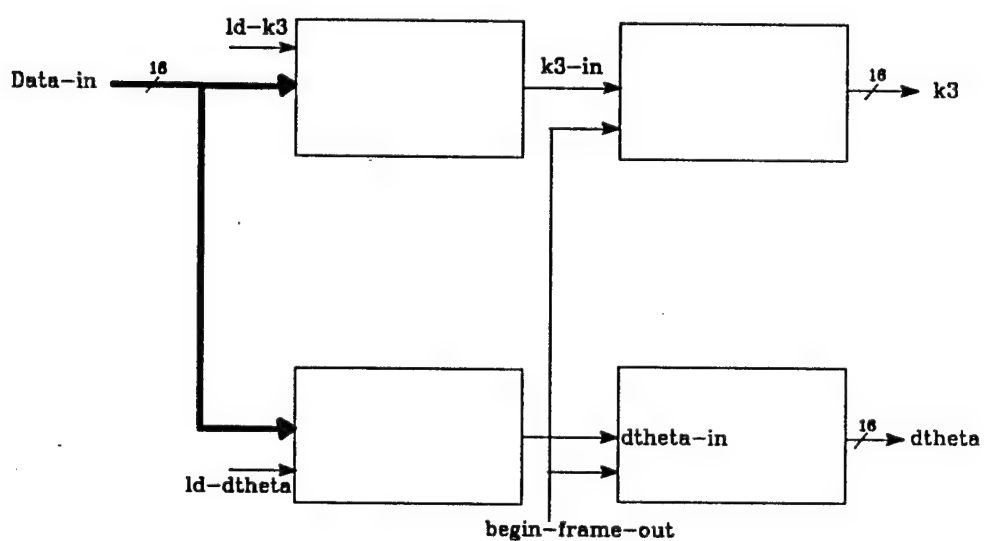 ld-k3
Data-in
16
k3-in
16
k3
dtheta-in
16
dtheta
ld-dtheta
begin-frame-out